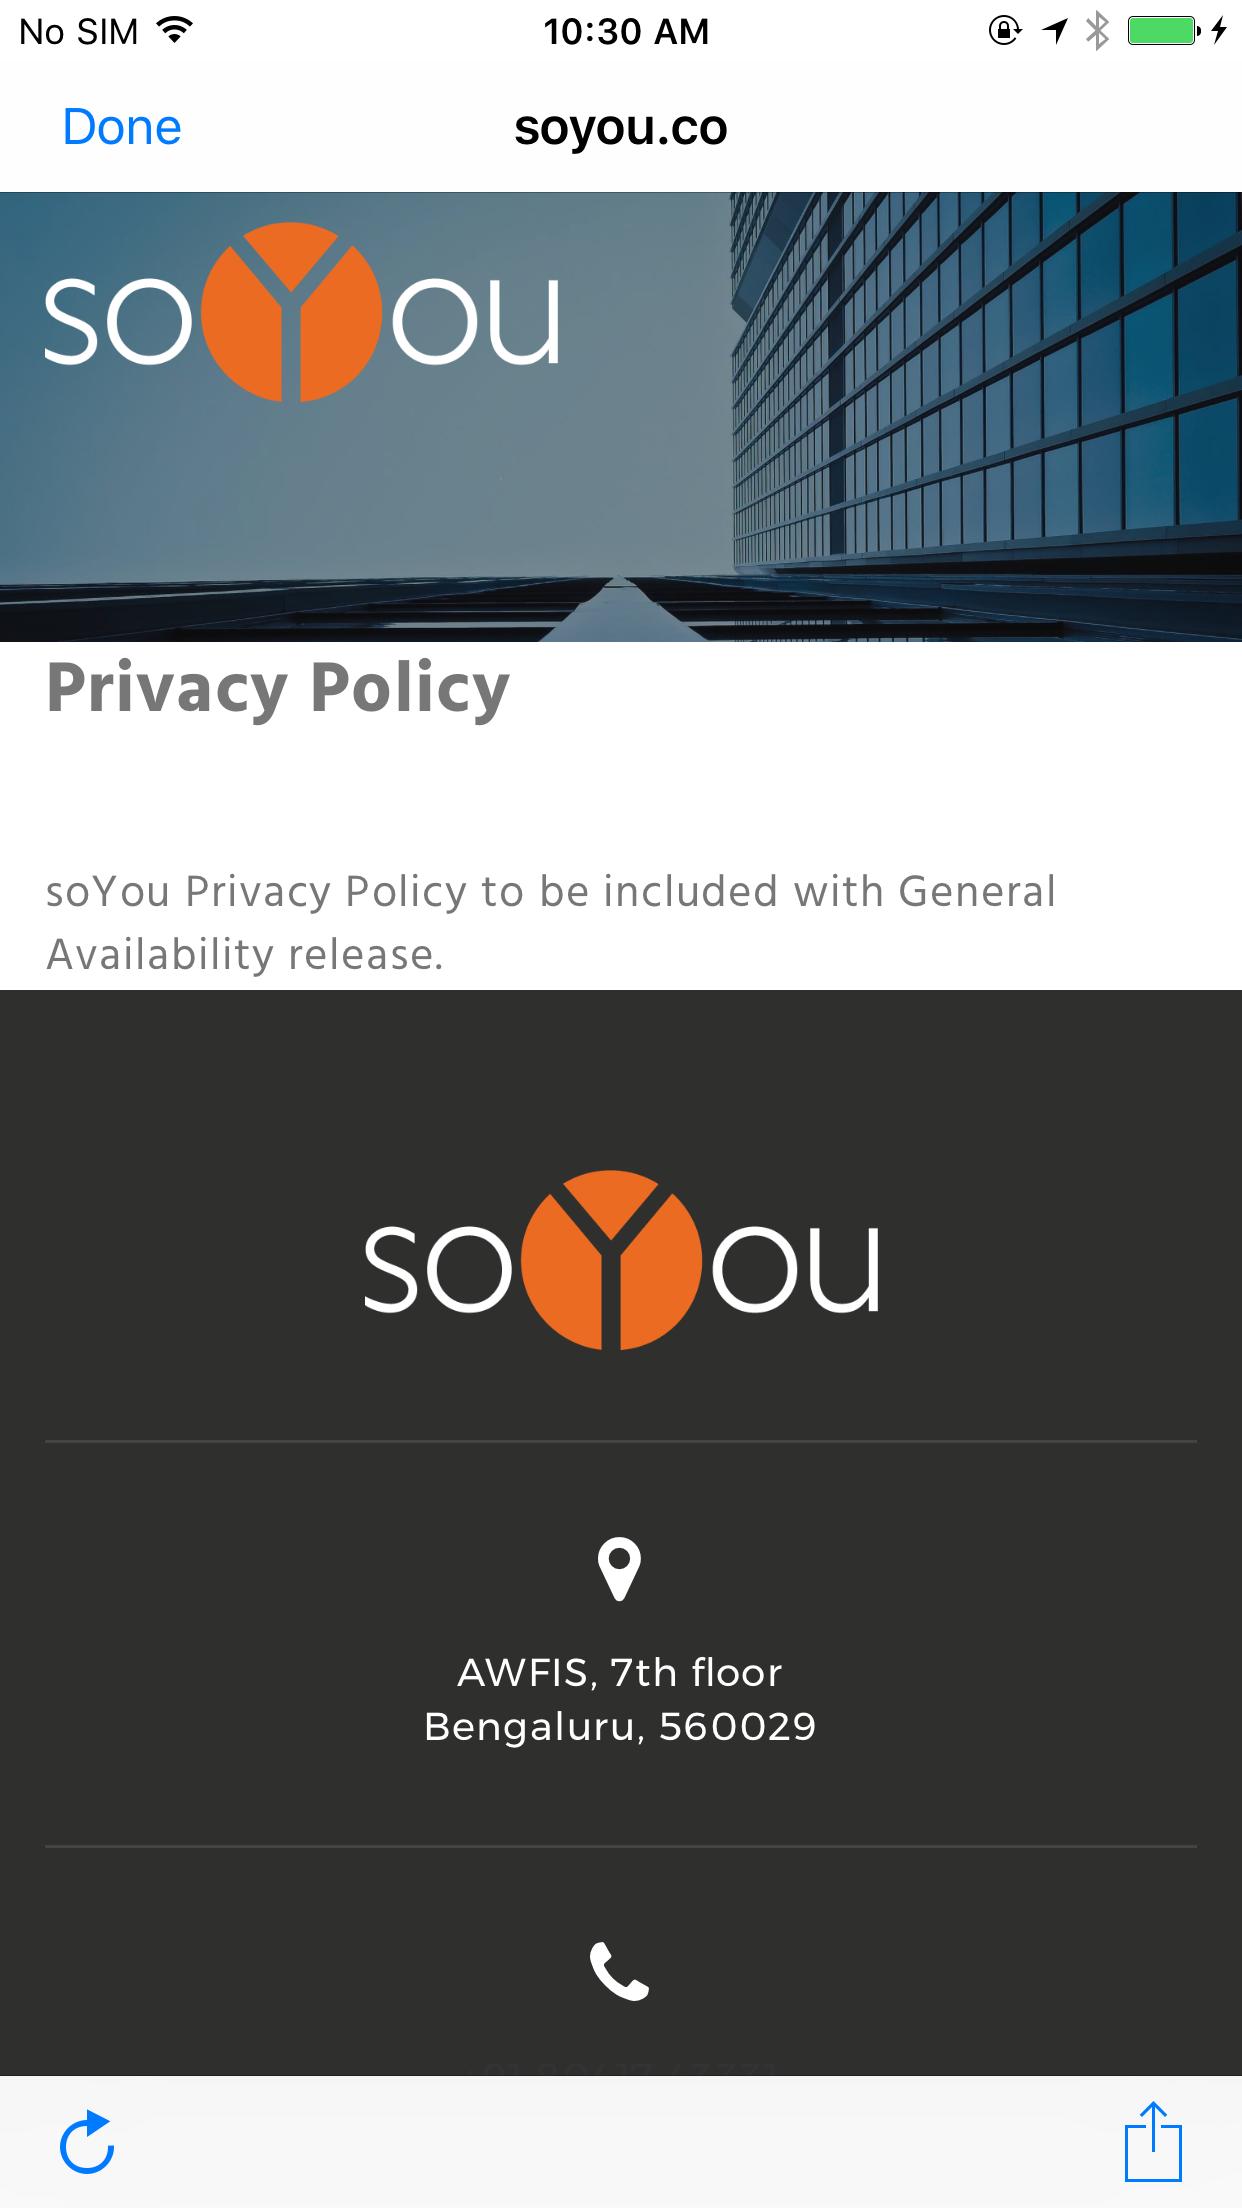 No SIM 10:30 AM
Done soyou.co
soYou
Privacy Policy
soYou Privacy Policy to be included with General
Availability release.
soYou
AWFIS, 7th floor
Bengaluru, 560029